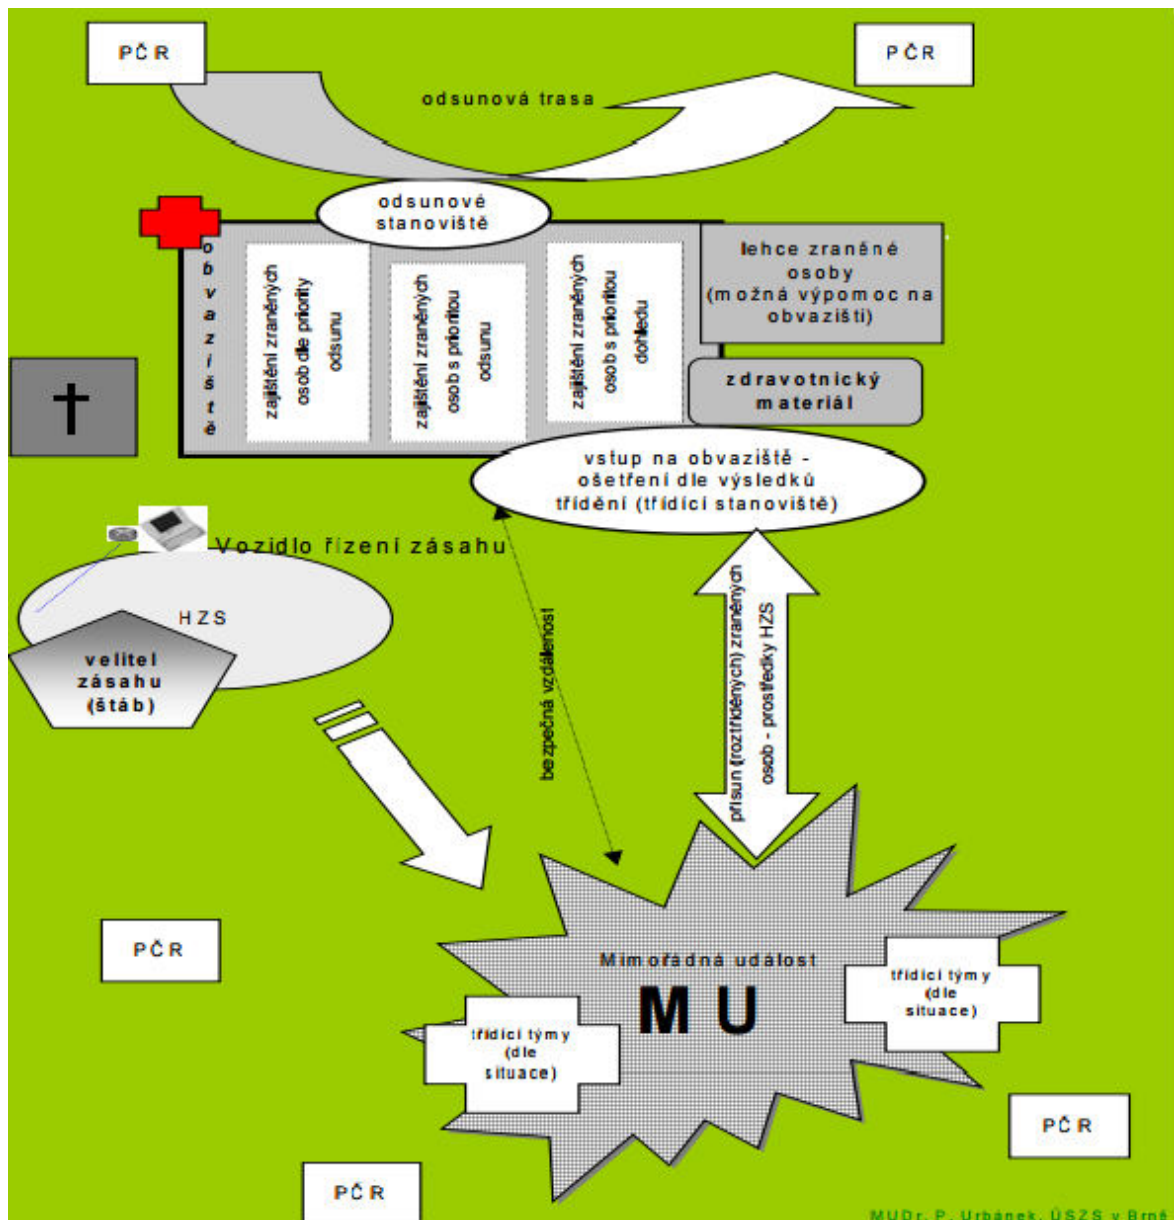 PČR
PČR
odsunová trasa
odsunové
stanoviště
obvaziště
zajištění zraněných
osob dle priority
odsunu
zajištění zraněných
osob s prioritou
odsunu
zajištění zraněných
osob s prioritou
dohledu
lehce zraněné
osoby
(možná výpomoc na
obvazišti)
zdravotnický
materiál
vstup na obvaziště -
ošetření dle výsledků
třídění (třídící stanoviště)
Vozidlo řízení zásahu
HZS
velitel
zásahu
(štáb)
bezpečná vzdálenost
přísun (roztříděných) zraněných
osob - prostředky HZS
PČR
Mimořádná událost
MU
třídící týmy
(dle
situace)
třídící týmy
(dle
situace)
PČR
PČR
MUDr. P. Urbánek, ÚSZS v Brně